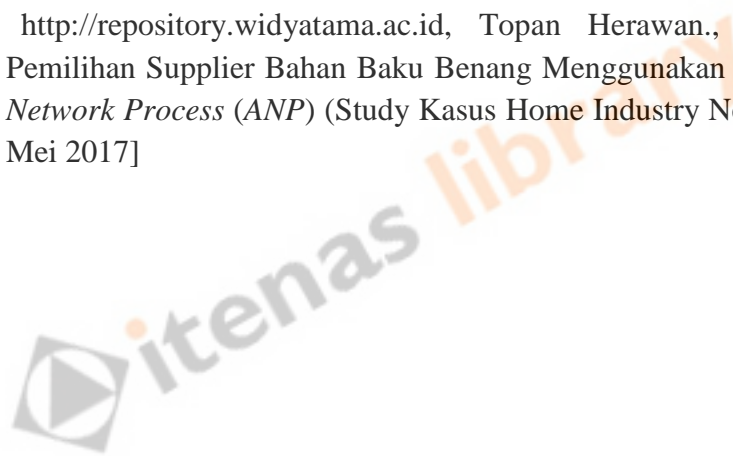 http://repository.widyatama.ac.id, Topan Herawan.,
Pemilihan Supplier Bahan Baku Benang Menggunakan
Network Process (ANP) (Study Kasus Home Industry
Mei 2017]
itenas library